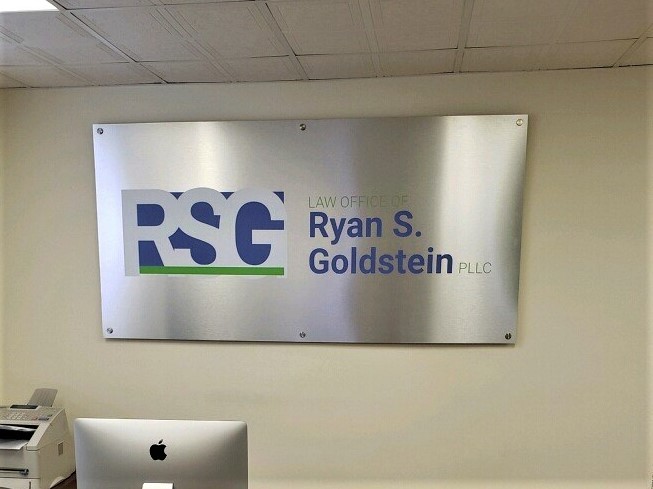 RSG
LAW OFFICE OF
Ryan S.
Goldstein PLLC